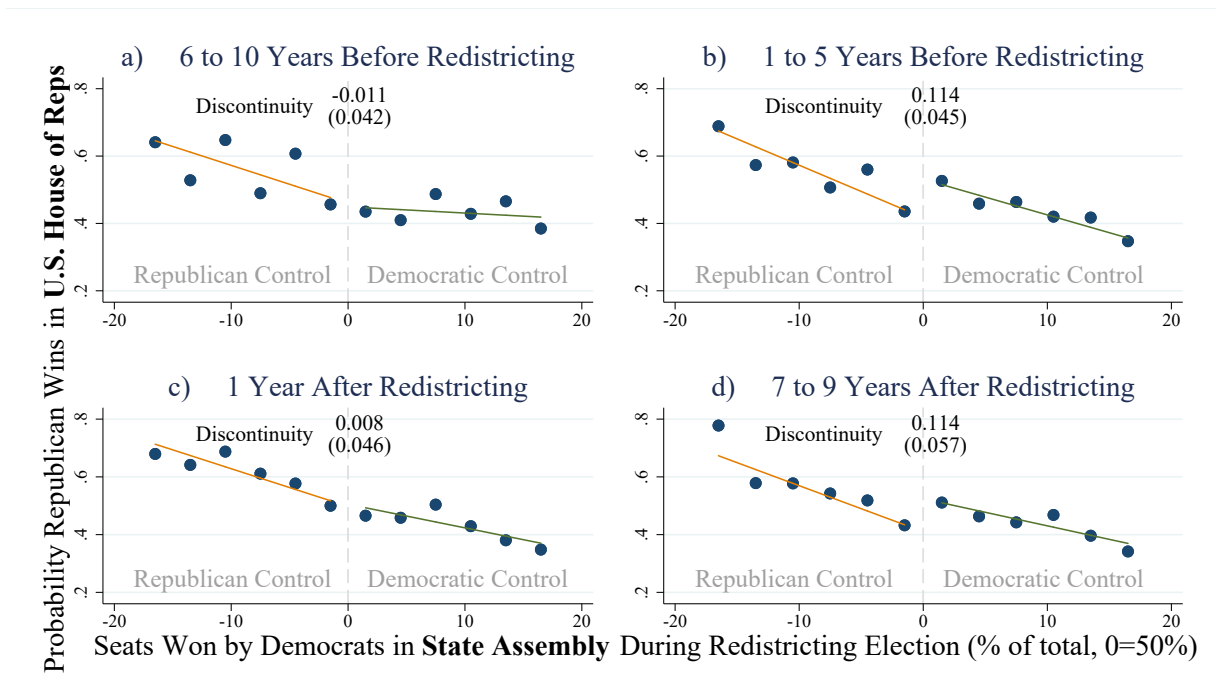 Probability Republican Wins in U.S. House of Reps
a) 6 to 10 Years Before Redistricting
Discontinuity -0.011
(0.042)
.8
.6
.4
.2
Republican Control Democratic Control
-20 -10 0 10 20
b) 1 to 5 Years Before Redistricting
Discontinuity 0.114
(0.045)
.8
.6
.4
.2
Republican Control Democratic Control
-20 -10 0 10 20
c) 1 Year After Redistricting
Discontinuity 0.008
(0.046)
.8
.6
.4
.2
Republican Control Democratic Control
-20 -10 0 10 20
d) 7 to 9 Years After Redistricting
Discontinuity 0.114
(0.057)
.8
.6
.4
.2
Republican Control Democratic Control
-20 -10 0 10 20
Seats Won by Democrats in State Assembly During Redistricting Election (% of total, 0=50%)